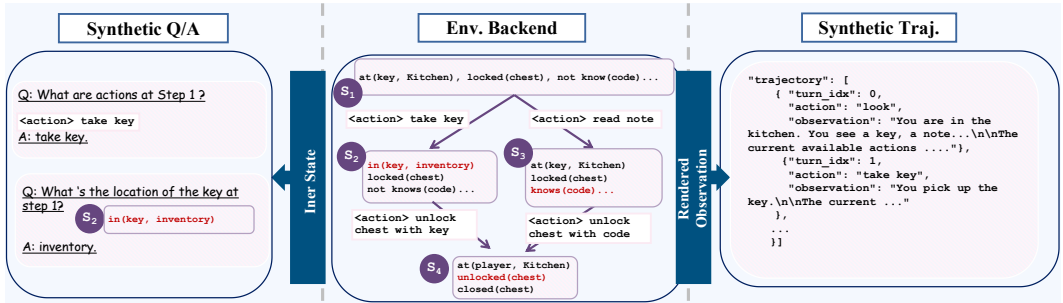 Synthetic Q/A
Q: What are actions at Step 1 ?
<action> take key
A: take key.
Q: What 's the location of the key at
step 1?
S2
in(key, inventory)
A: inventory.
Iner State
Env. Backend
at(key, Kitchen), locked(chest), not know(code)...
S1
<action> take key
<action> read note
S2
in(key, inventory)
locked(chest)
not knows(code)...
S3
at(key, Kitchen)
locked(chest)
knows(code)...
<action> unlock
chest with key
<action> unlock
chest with code
S4
at(player, Kitchen)
unlocked(chest)
closed(chest)
Rendered
Observation
Synthetic Traj.
"trajectory": [
{ "turn_idx": 0,
"action": "look",
"observation": "You are in the
kitchen. You see a key, a note...\n\nThe
current available actions ...."},
{"turn_idx": 1,
"action": "take key",
"observation": "You pick up the
key.\n\nThe current ..."
},
...
}]